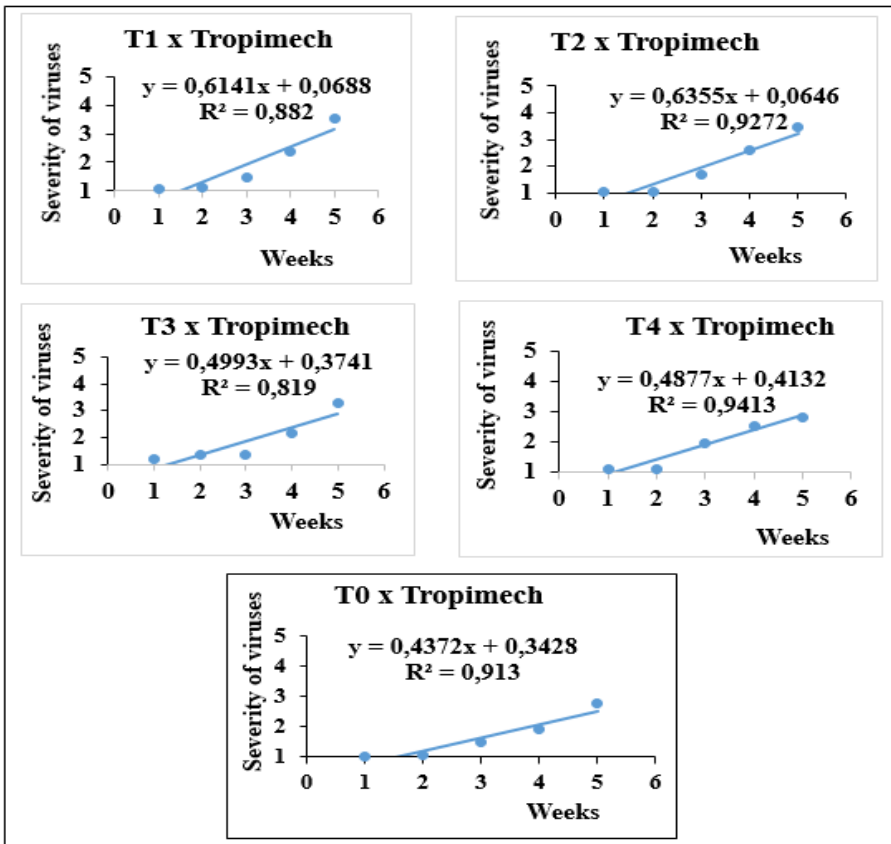 T1 x Tropimech
Severity of viruses
5
4
3
2
1
y = 0,6141x + 0,0688
R² = 0,882
0 1 2 3 4 5 6
Weeks
T2 x Tropimech
Severity of viruses
5
4
3
2
1
y = 0,6355x + 0,0646
R² = 0,9272
0 1 2 3 4 5 6
Weeks
T3 x Tropimech
Severity of viruses
5
4
3
2
1
y = 0,4993x + 0,3741
R² = 0,819
0 1 2 3 4 5 6
Weeks
T4 x Tropimech
Severity of viruss
5
4
3
2
1
y = 0,4877x + 0,4132
R² = 0,9413
0 1 2 3 4 5 6
Weeks
T0 x Tropimech
Severity of viruses
5
4
3
2
1
y = 0,4372x + 0,3428
R² = 0,913
0 1 2 3 4 5 6
Weeks